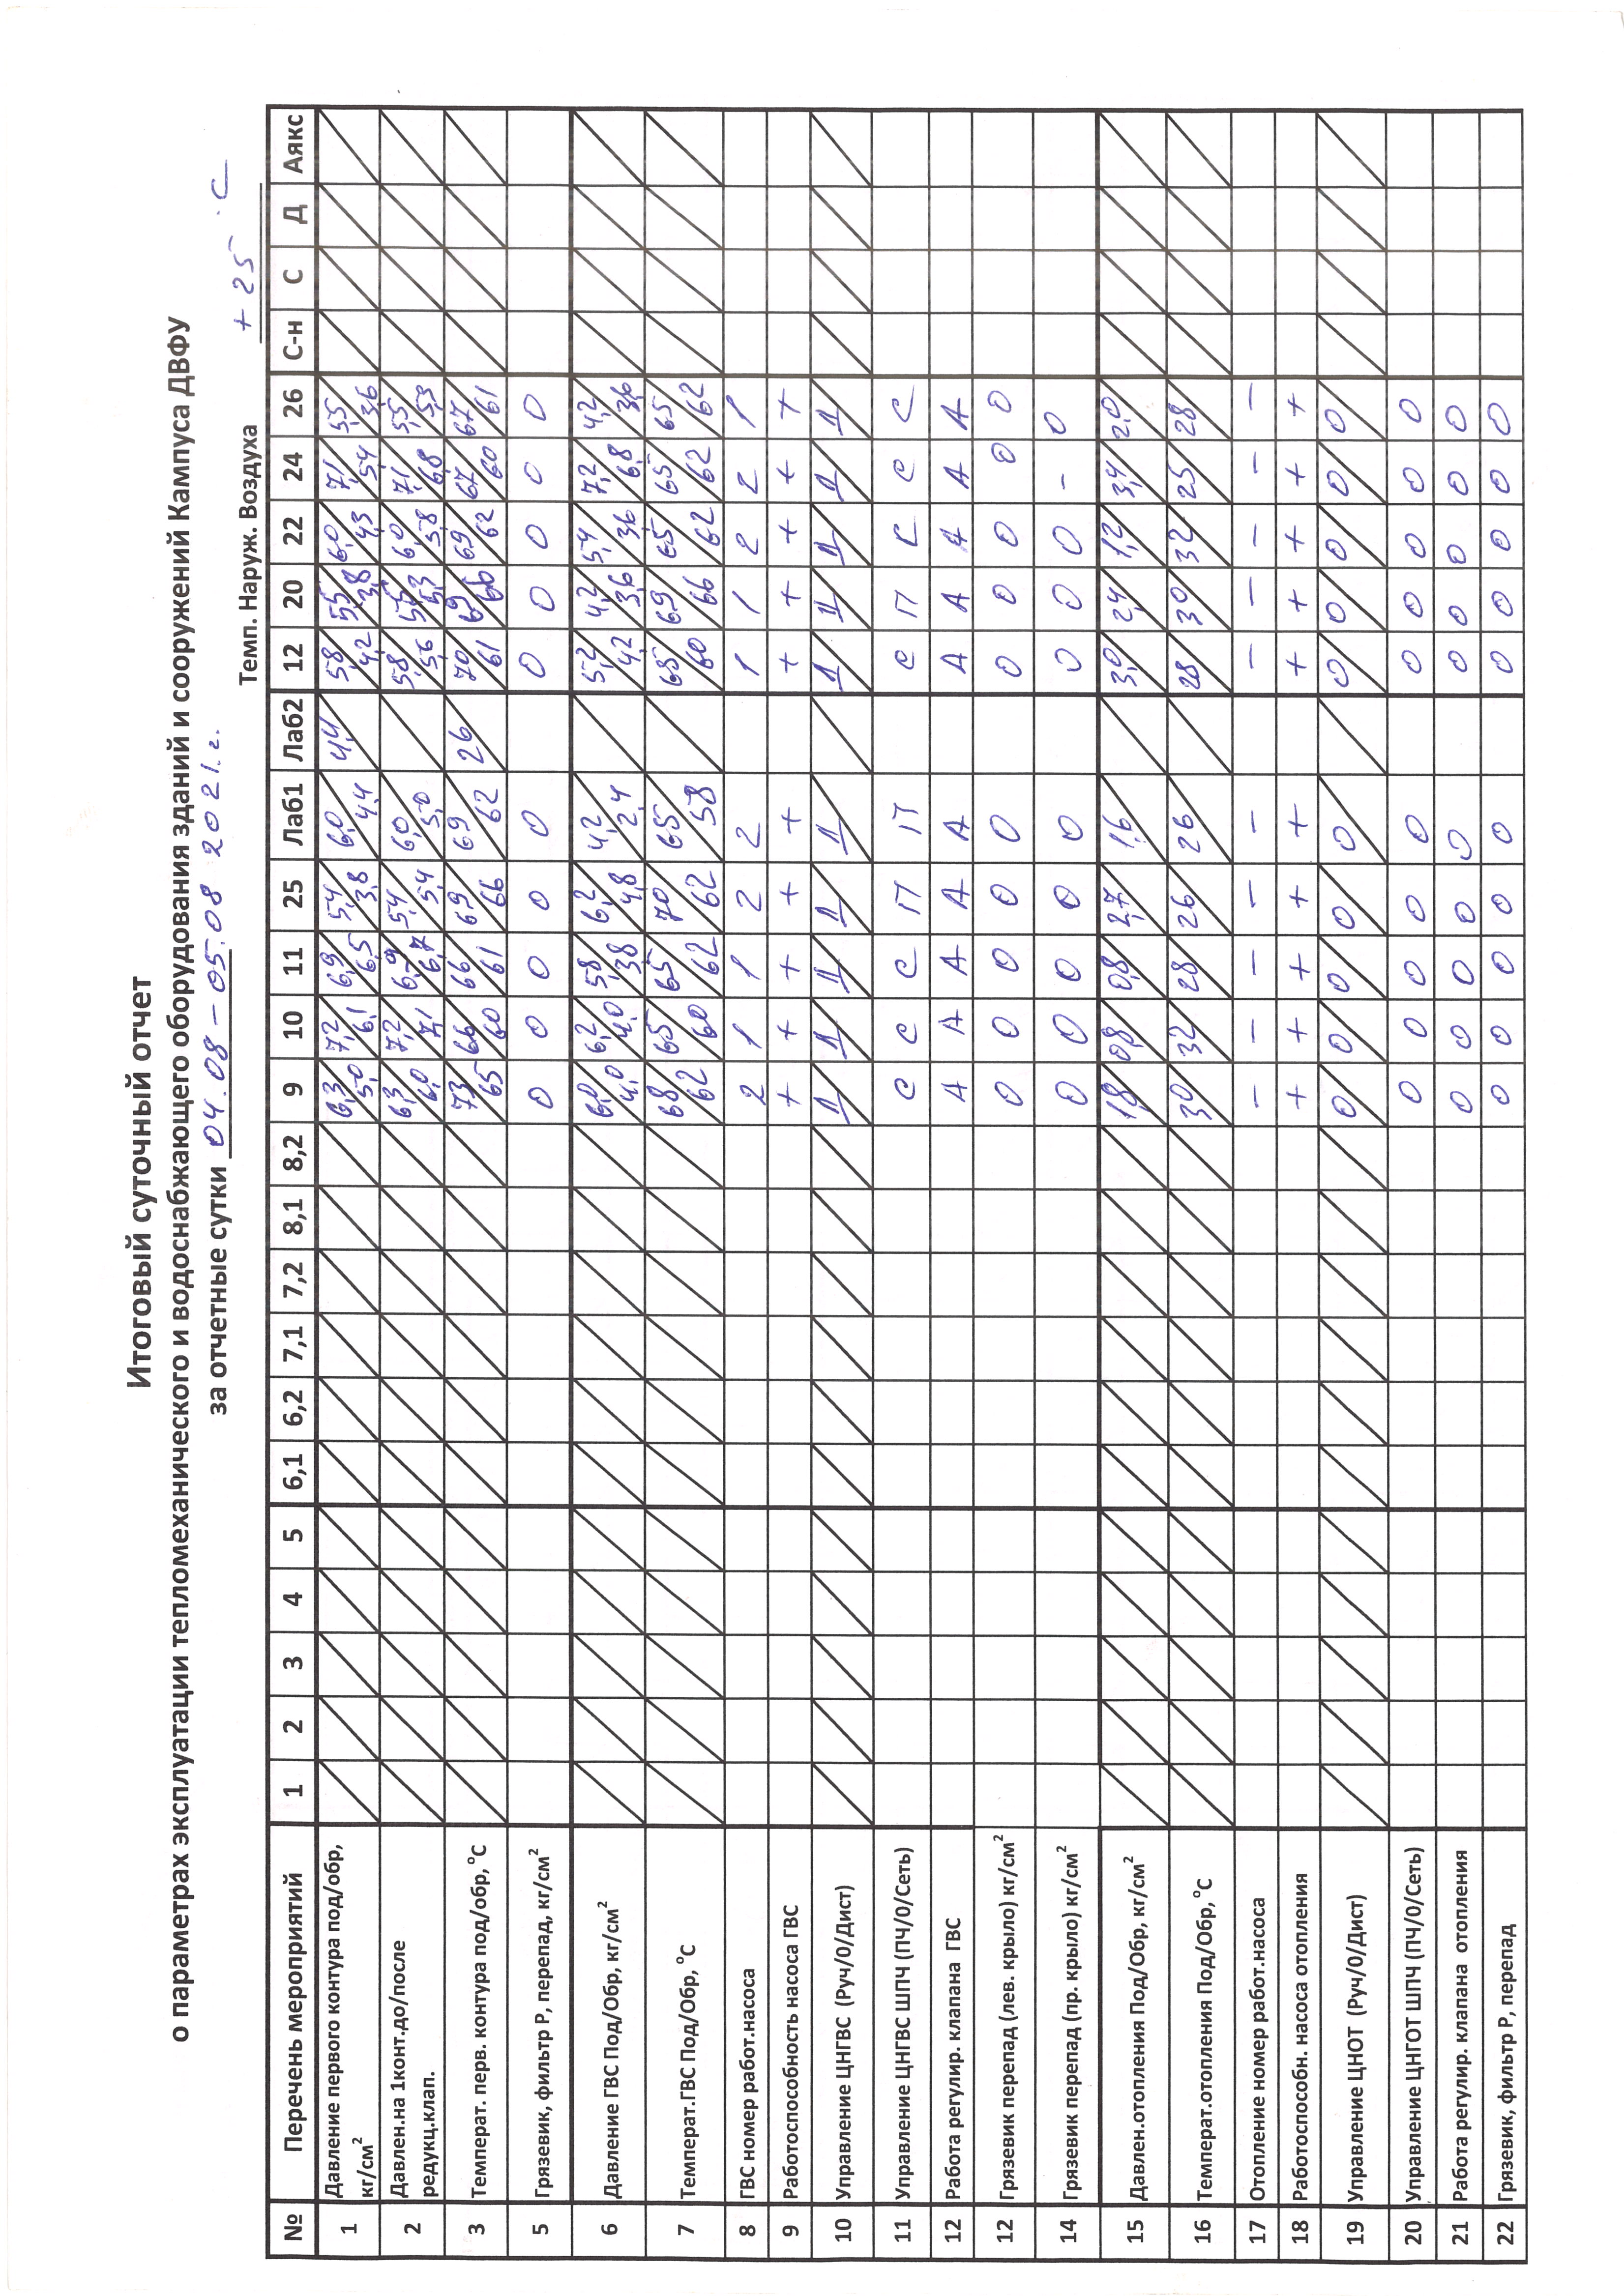 Итоговый суточный отчет
о параметрах эксплуатации тепломеханического и водоснабжающего оборудования зданий и сооружений Кампуса ДВФУ
за отчетные сутки 04.08 – 05.08 2021.г.
Темп. Наруж. Воздуха +25 °С
№ Перечень мероприятий 1 2 3 4 5 6,1 6,2 7,1 7,2 8,1 8,2 9 10 11 25 Лаб1 Лаб2 12 20 22 24 26 С-н С Д Аякс
1 Давление первого контура под/обр, кг/см² 6,3/5,0 7,2/6,1 6,9/6,5 5,4/3,8 6,0/4,4 4,4 5,8/4,2 5,5/3,8 6,0/4,3 7,1/5,4 5,5/3,6
2 Давлен.на 1конт.до/после редукц.клап. 6,3/6,0 7,2/7,1 6,9/6,7 5,4/5,4 6,0/5,0 5,8/5,6 5,5/5,3 6,0/5,8 7,1/6,8 5,5/5,3
3 Температ. перв. контура под/обр, °С 73/65 66/60 66/61 69/66 69/62 26 70/61 69/66 69/62 67/60 67/61
5 Грязевик, фильтр Р, перепад, кг/см² 0 0 0 0 0 0 0 0 0 0
6 Давление ГВС Под/Обр, кг/см² 6,0/4,0 6,2/4,0 5,8/3,8 6,2/4,8 4,2/2,4 5,2/4,2 4,2/3,6 5,4/3,6 7,2/6,8 4,2/3,6
7 Температ.ГВС Под/Обр, °С 68/62 65/60 65/62 70/62 65/58 65/60 69/66 65/62 65/62 65/62
8 ГВС номер работ.насоса 2 1 1 2 2 1 1 2 2 1
9 Работоспособность насоса ГВС + + + + + + + + + +
10 Управление ЦНГВС (Руч/0/Дист) Д Д Д Д Д Д Д Д Д Д
11 Управление ЦНГВС ШПЧ (ПЧ/0/Сеть) С С С П П С П С С С
12 Работа регулир. клапана ГВС А А А А А А А А А А
12 Грязевик перепад (лев. крыло) кг/см² 0 0 0 0 0 0 0 0 0 0
14 Грязевик перепад (пр. крыло) кг/см² 0 0 0 0 0 0 0 0 – 0
15 Давлен.отопления Под/Обр, кг/см² 1,8 0,8 0,8 2,7 1,6 3,0 2,4 1,2 3,4 2,0
16 Температ.отопления Под/Обр, °С 30 32 28 26 26 28 30 32 25 28
17 Отопление номер работ.насоса – – – – – – – – – –
18 Работоспособн. насоса отопления + + + + + + + + + +
19 Управление ЦНОТ (Руч/0/Дист) 0 0 0 0 0 0 0 0 0 0
20 Управление ЦНГОТ ШПЧ (ПЧ/0/Сеть) 0 0 0 0 0 0 0 0 0 0
21 Работа регулир. клапана отопления 0 0 0 0 0 0 0 0 0 0
22 Грязевик, фильтр Р, перепад 0 0 0 0 0 0 0 0 0 0